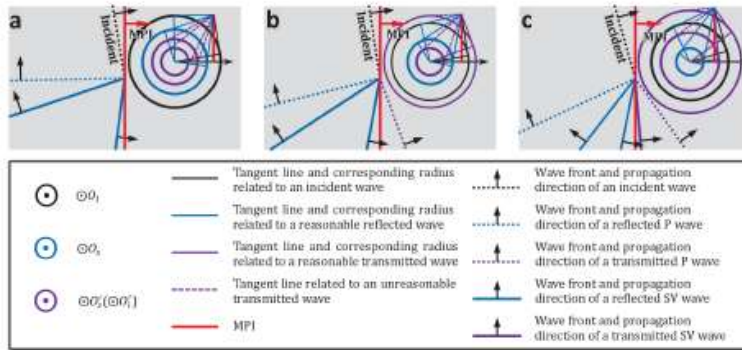 a
Incident
MPI
b
Incident
MPI
c
Incident
MPI
⊙O₁
Tangent line and corresponding radius
related to an incident wave
Wave front and propagation
direction of an incident wave
Tangent line and corresponding radius
related to a reasonable reflected wave
Wave front and propagation
direction of a reflected P wave
Tangent line and corresponding radius
related to a reasonable transmitted wave
Wave front and propagation
direction of a transmitted P wave
Tangent line related to an unreasonable
transmitted wave
Wave front and propagation
direction of a reflected SV wave
MPI
Wave front and propagation
direction of a transmitted SV wave